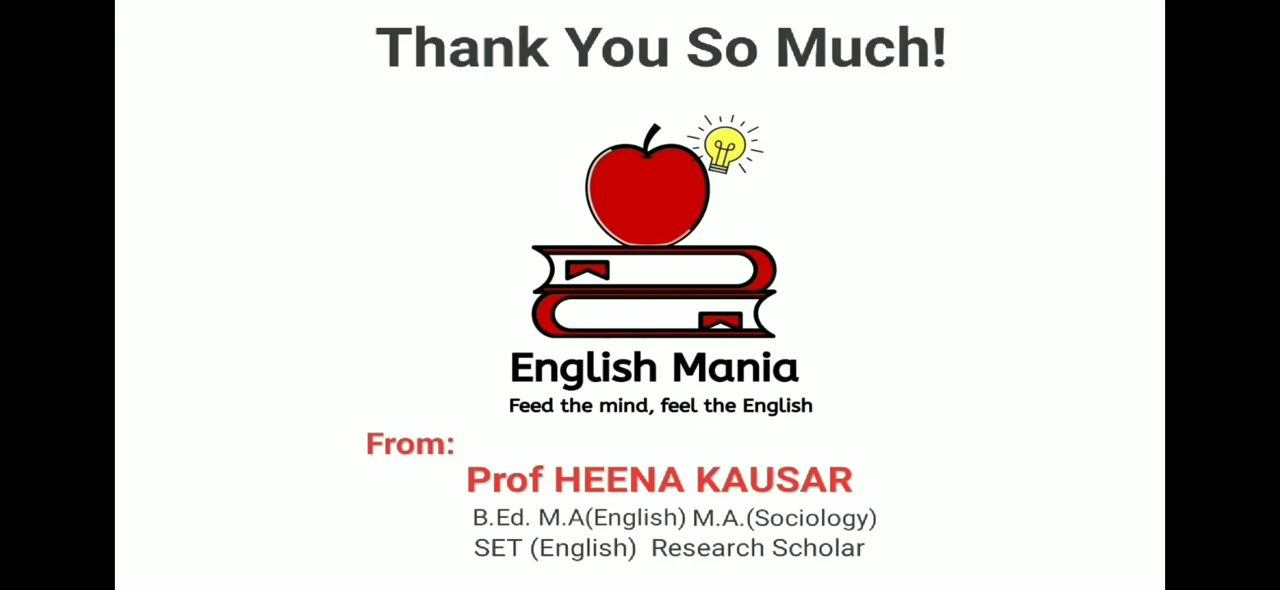 Thank You So Much!
English Mania
Feed the mind, feel the English
From:
Prof HEENA KAUSAR
B.Ed. M.A(English) M.A.(Sociology)
SET (English) Research Scholar